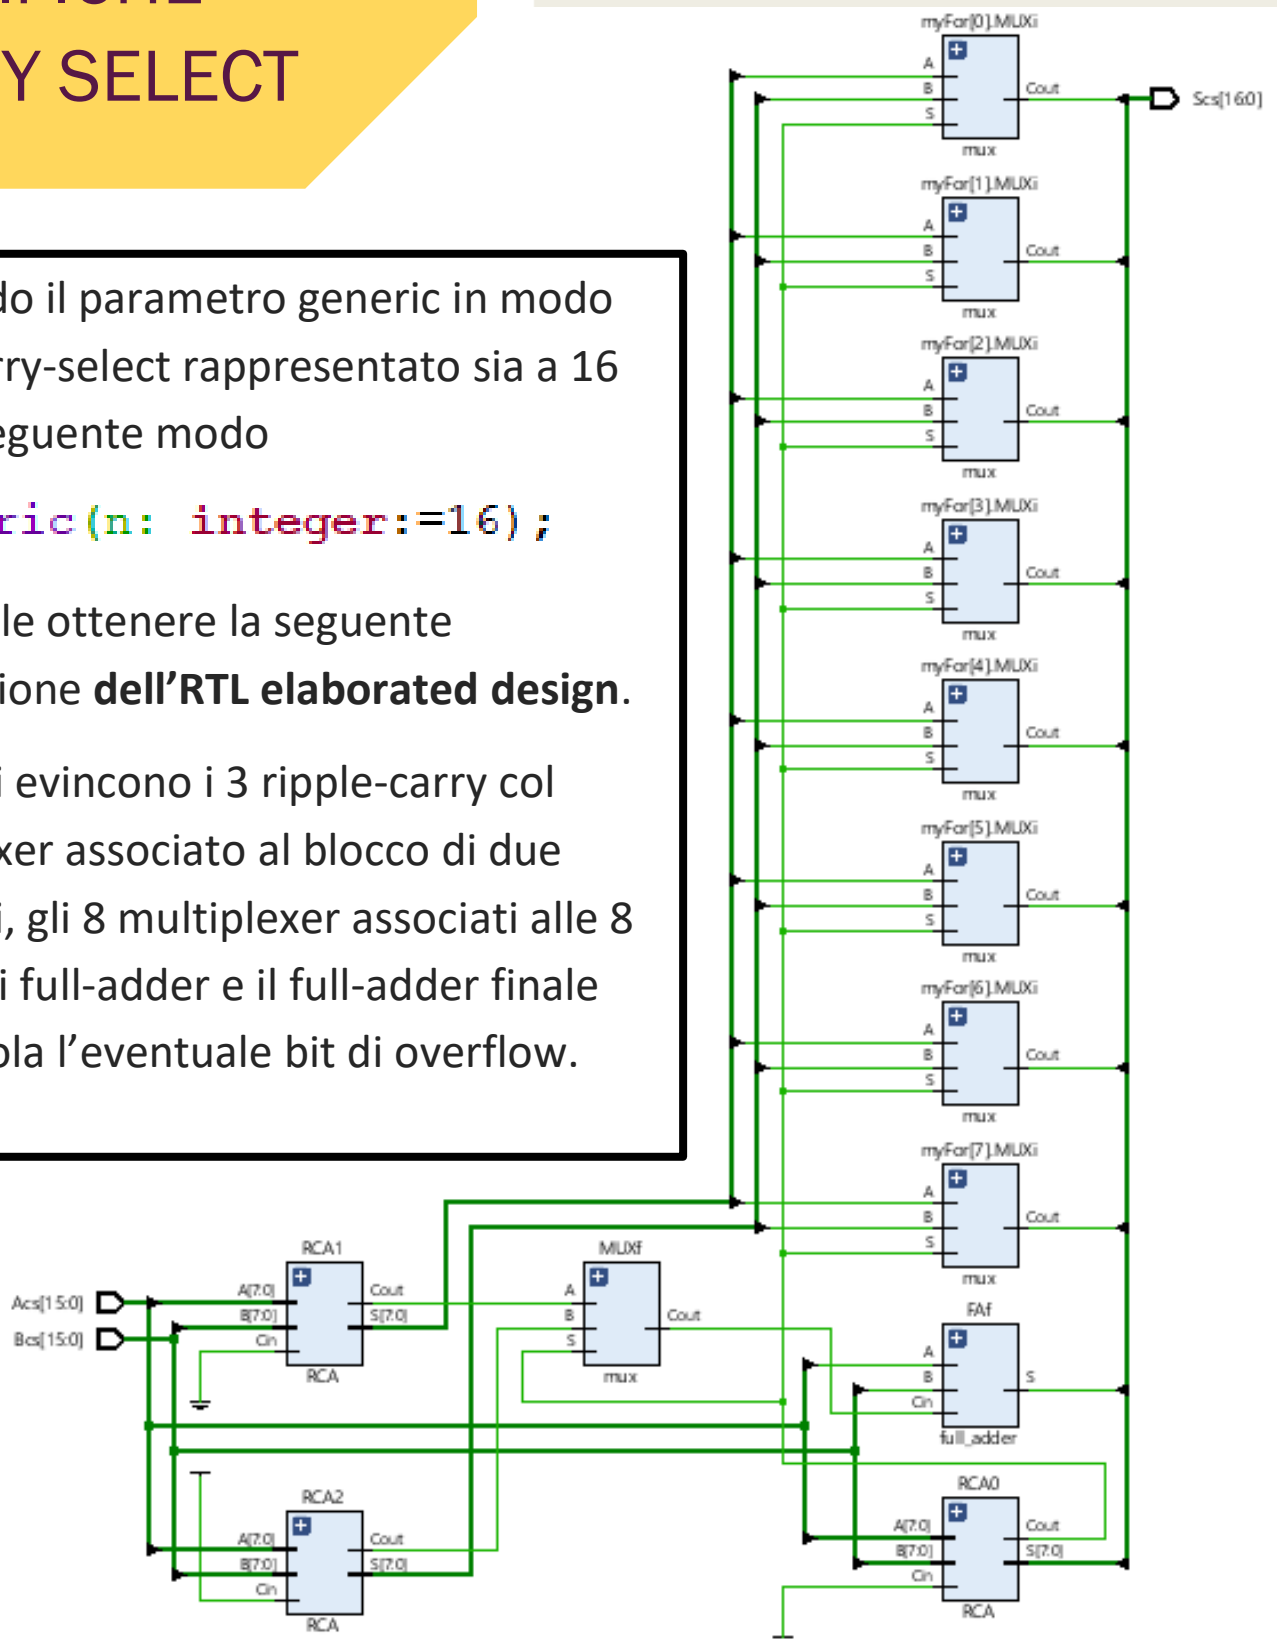 Y SELECT
do il parametro generic in modo
rry-select rappresentato sia a 16
eguente modo
ric(n: integer:=16);
le ottenere la seguente
ione dell’RTL elaborated design.
i evincono i 3 ripple-carry col
xer associato al blocco di due
i, gli 8 multiplexer associati alle 8
i full-adder e il full-adder finale
ola l’eventuale bit di overflow.
myFor[0].MUXi
A
B
S
Cout
mux
Scs[16:0]
myFor[1].MUXi
A
B
S
Cout
mux
myFor[2].MUXi
A
B
S
Cout
mux
myFor[3].MUXi
A
B
S
Cout
mux
myFor[4].MUXi
A
B
S
Cout
mux
myFor[5].MUXi
A
B
S
Cout
mux
myFor[6].MUXi
A
B
S
Cout
mux
myFor[7].MUXi
A
B
S
Cout
mux
Acs[15:0]
Bcs[15:0]
RCA1
A[7:0]
B[7:0]
Cin
Cout
S[7:0]
RCA
MUXf
A
B
S
Cout
mux
FAf
A
B
Cin
S
full_adder
RCA2
A[7:0]
B[7:0]
Cin
Cout
S[7:0]
RCA
RCA0
A[7:0]
B[7:0]
Cin
Cout
S[7:0]
RCA